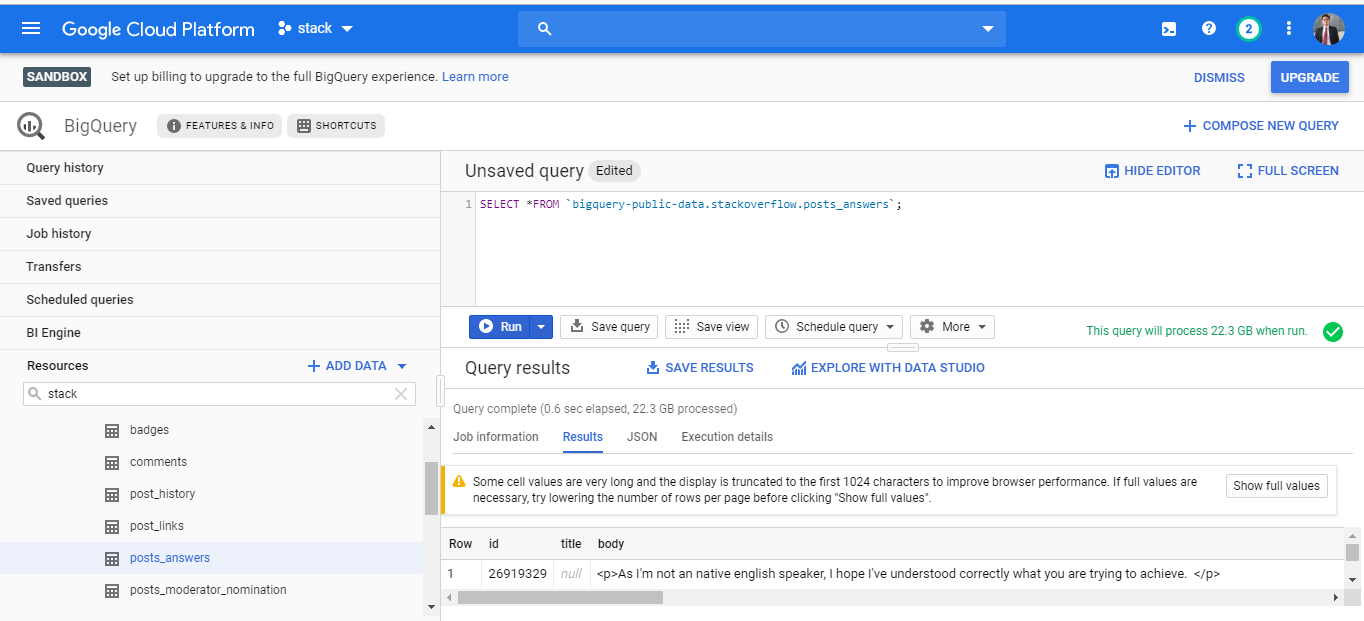 Google Cloud Platform stack
2
SANDBOX Set up billing to upgrade to the full BigQuery experience. Learn more DISMISS UPGRADE
BigQuery FEATURES & INFO SHORTCUTS + COMPOSE NEW QUERY
Query history
Saved queries
Job history
Transfers
Scheduled queries
BI Engine
Resources + ADD DATA
stack
badges
comments
post_history
post_links
posts_answers
posts_moderator_nomination
Unsaved query Edited HIDE EDITOR FULL SCREEN
1 SELECT *FROM `bigquery-public-data.stackoverflow.posts_answers`;
Run Save query Save view Schedule query More This query will process 22.3 GB when run.
Query results SAVE RESULTS EXPLORE WITH DATA STUDIO
Query complete (0.6 sec elapsed, 22.3 GB processed)
Job information Results JSON Execution details
Some cell values are very long and the display is truncated to the first 1024 characters to improve browser performance. If full values are
necessary, try lowering the number of rows per page before clicking "Show full values".
Show full values
Row id title body
1 26919329 null <p>As I'm not an native english speaker, I hope I've understood correctly what you are trying to achieve. </p>